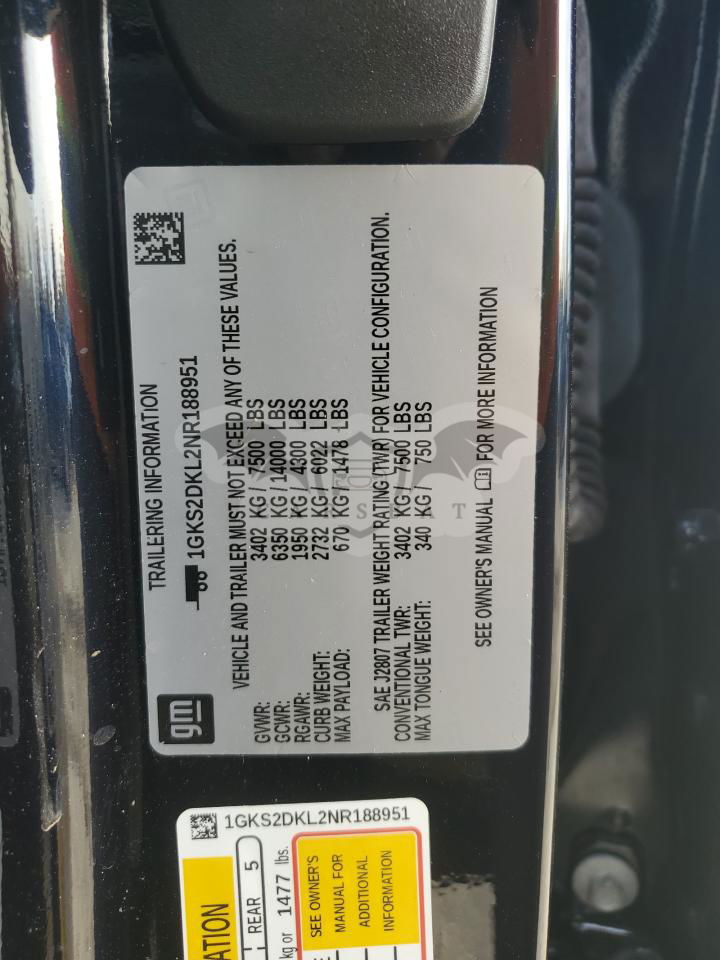 gm
TRAILERING INFORMATION
1GKS2DKL2NR188951
VEHICLE AND TRAILER MUST NOT EXCEED ANY OF THESE VALUES.
GVWR: 3402 KG / 7500 LBS
GCWR: 6350 KG / 14000 LBS
RGAWR: 1950 KG / 4300 LBS
CURB WEIGHT: 2732 KG / 6022 LBS
MAX PAYLOAD: 670 KG / 1478 LBS
SAE J2807 TRAILER WEIGHT RATING (TWR) FOR VEHICLE CONFIGURATION.
CONVENTIONAL TWR: 3402 KG / 7500 LBS
MAX TONGUE WEIGHT: 340 KG / 750 LBS
SEE OWNER'S MANUAL FOR MORE INFORMATION
1GKS2DKL2NR188951
REAR 5
kg or 1477 lbs.
SEE OWNER'S
MANUAL FOR
ADDITIONAL
INFORMATION